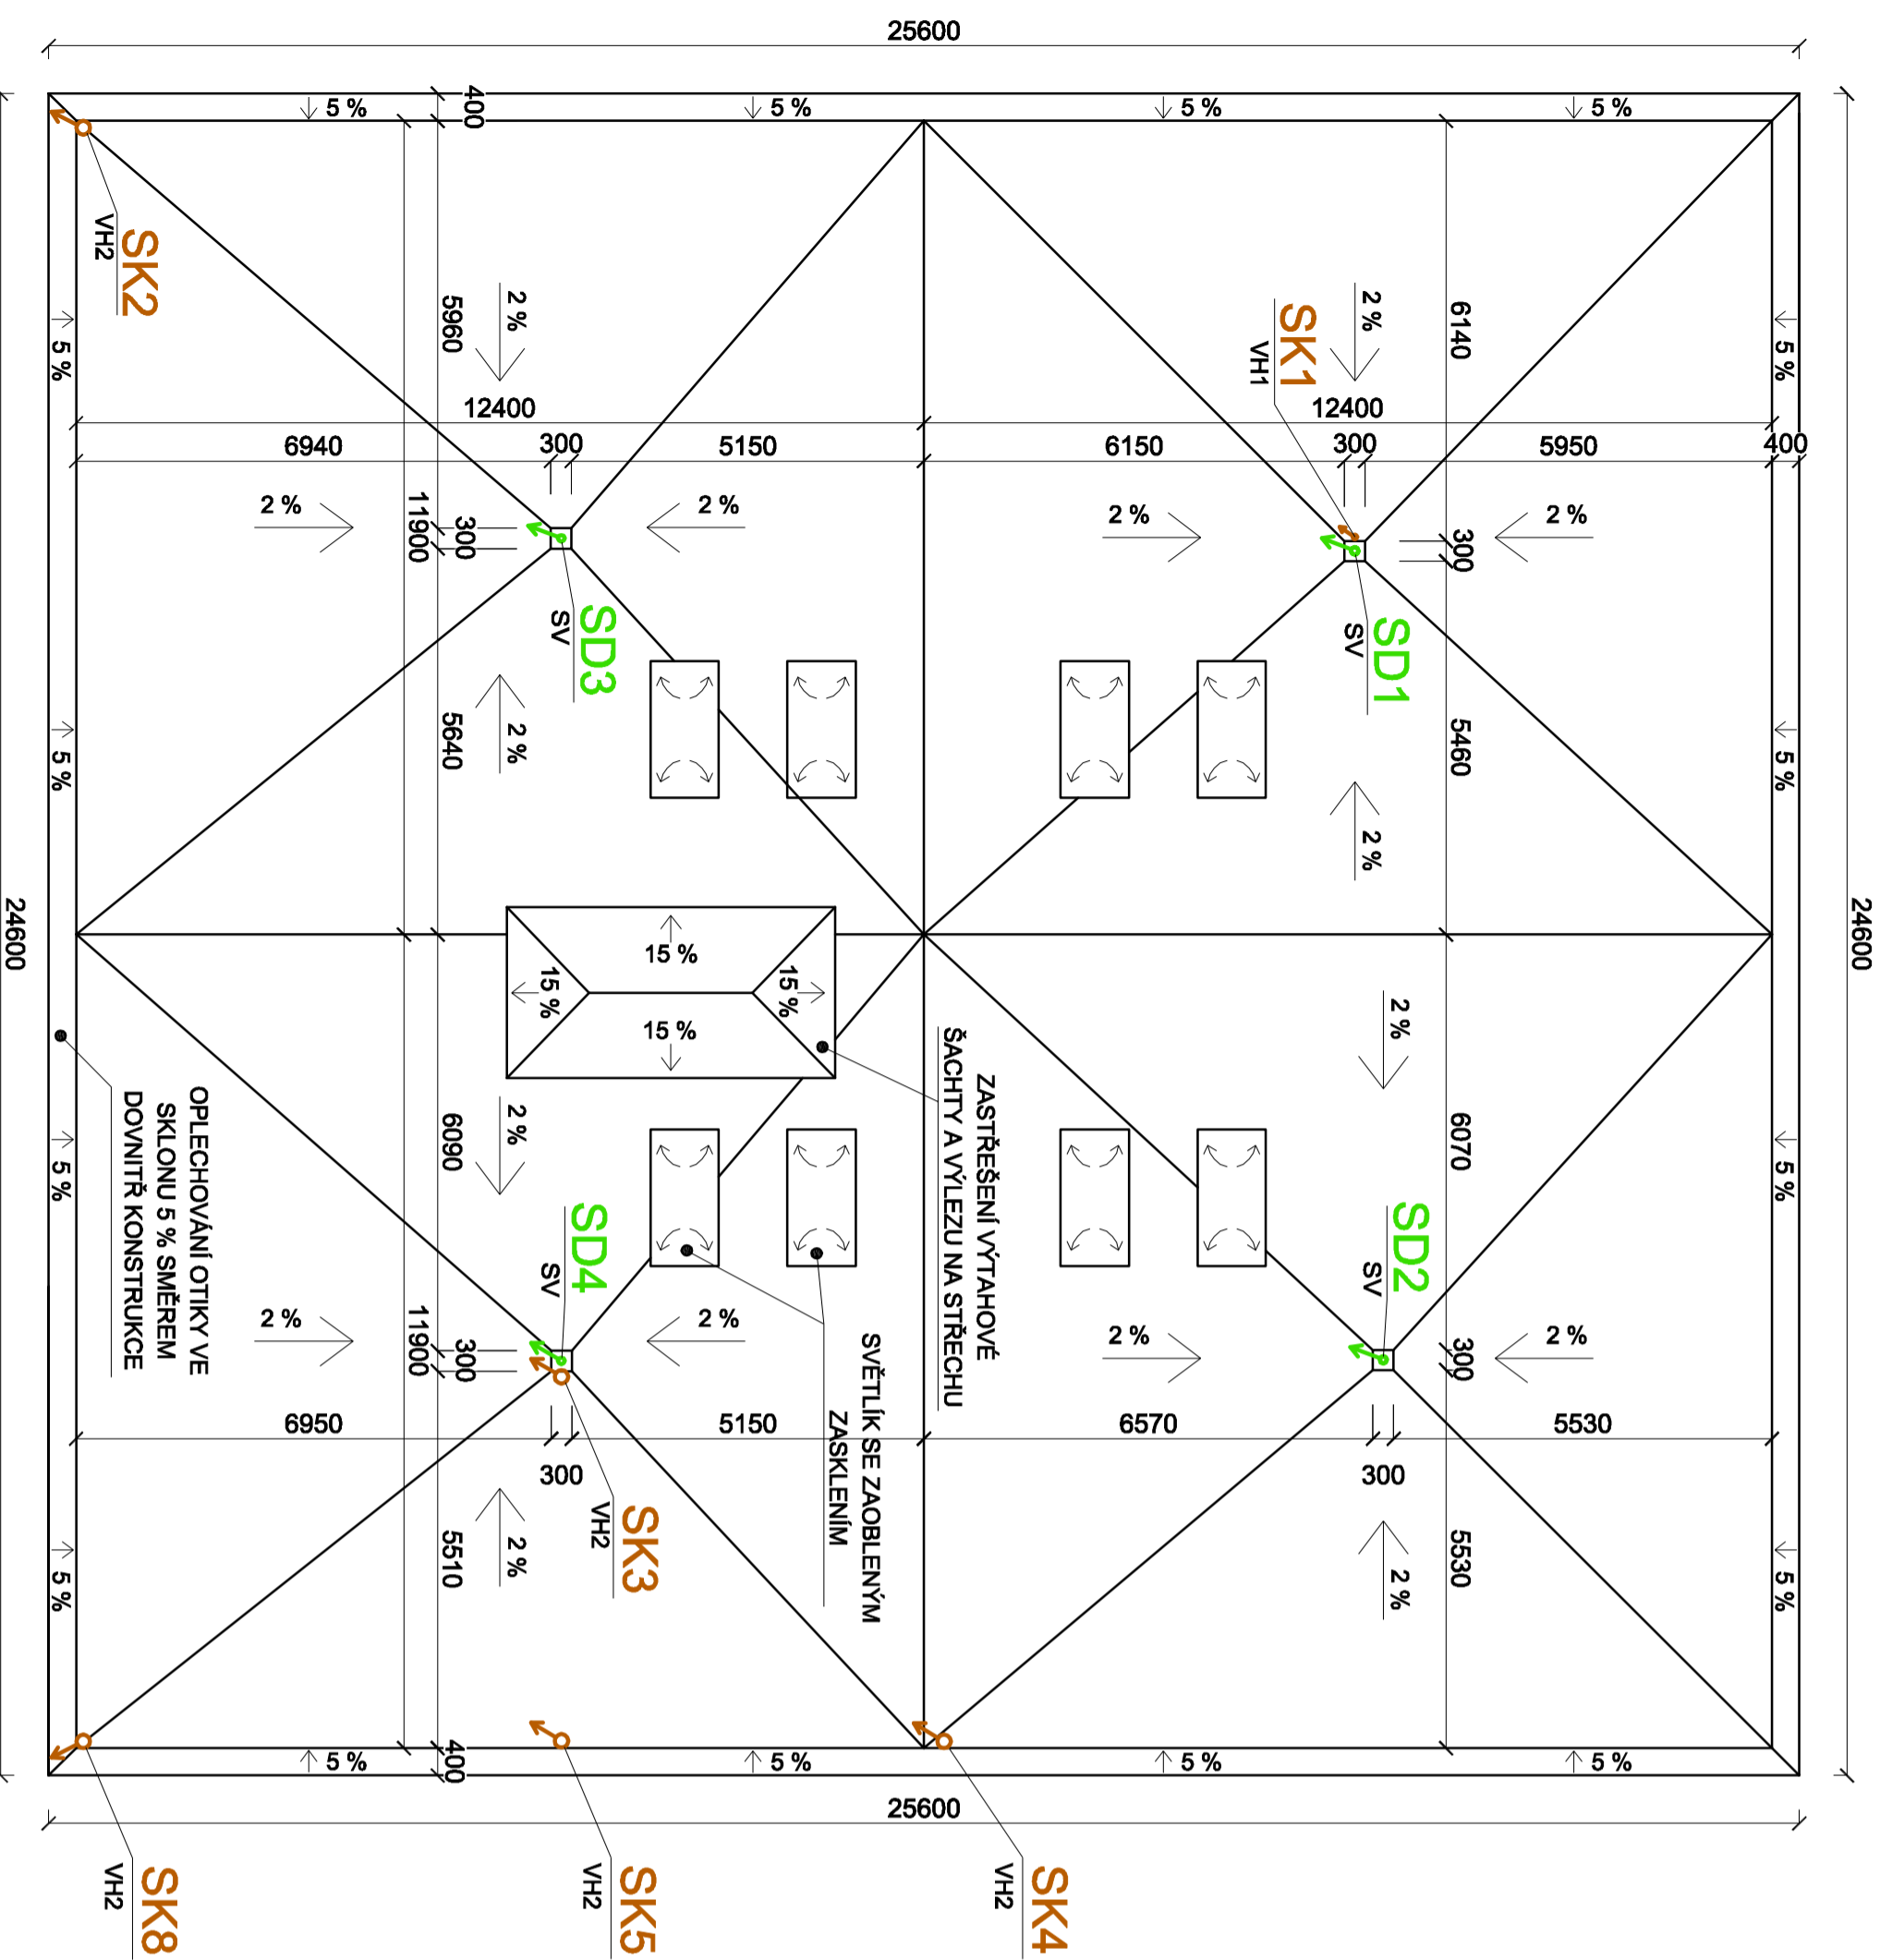 25600
400
5 %
5 %
5 %
5 %
24600
SK2
VH2
5960
2 %
6140
2 %
SK1
VH1
5 %
5 %
12400
12400
6940
300
5150
6150
300
5950
400
2 %
2 %
2 %
2 %
11900
300
300
SD3
SV
SD1
SV
5640
2 %
5460
2 %
5 %
5 %
24600
15 %
15 %
15 %
15 %
2 %
ZASTŘEŠENÍ VÝTAHOVÉ
ŠACHTY A VÝLEZU NA STŘECHU
OPLECHOVÁNÍ OTIKY VE
SKLONU 5 % SMĚREM
DOVNITŘ KONSTRUKCE
6090
2 %
6070
5 %
5 %
SD4
SV
SD2
SV
2 %
2 %
2 %
2 %
11900
300
300
SVĚTLÍK SE ZAOBLENÝM
ZASKLENÍM
6950
5150
6570
5530
300
300
SK3
VH2
5510
2 %
5530
2 %
5 %
5 %
400
5 %
5 %
5 %
5 %
25600
SK8
VH2
SK5
VH2
SK4
VH2